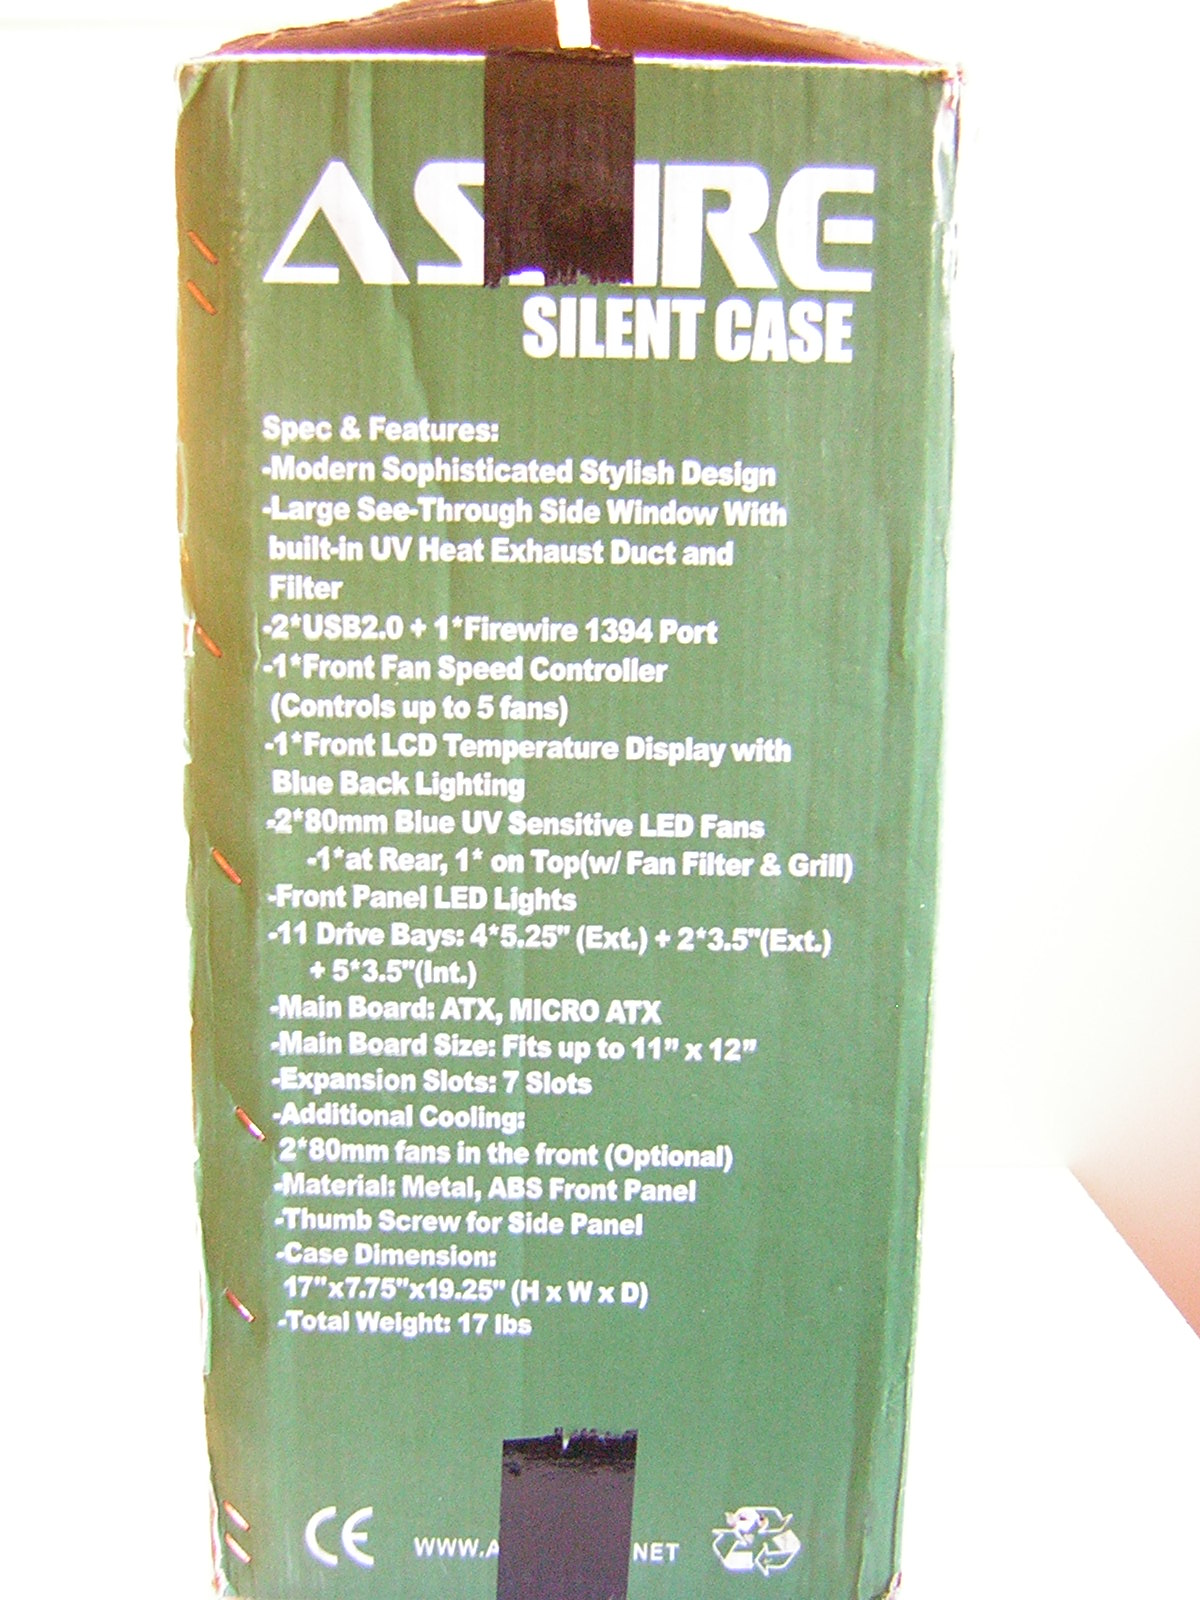 SILENT CASE
Spec & Features:
-Modern Sophisticated Stylish Design
-Large See-Through Side Window With
built-in UV Heat Exhaust Duct and
Filter
-2*USB2.0 + 1*Firewire 1394 Port
-1*Front Fan Speed Controller
(Controls up to 5 fans)
-1*Front LCD Temperature Display with
Blue Back Lighting
-2*80mm Blue UV Sensitive LED Fans
-1*at Rear, 1* on Top(w/ Fan Filter & Grill)
-Front Panel LED Lights
-11 Drive Bays: 4*5.25" (Ext.) + 2*3.5"(Ext.)
+ 5*3.5"(Int.)
-Main Board: ATX, MICRO ATX
-Main Board Size: Fits up to 11” x 12”
-Expansion Slots: 7 Slots
-Additional Cooling:
2*80mm fans in the front (Optional)
-Material: Metal, ABS Front Panel
-Thumb Screw for Side Panel
-Case Dimension:
17"x7.75"x19.25" (H x W x D)
-Total Weight: 17 lbs
CE